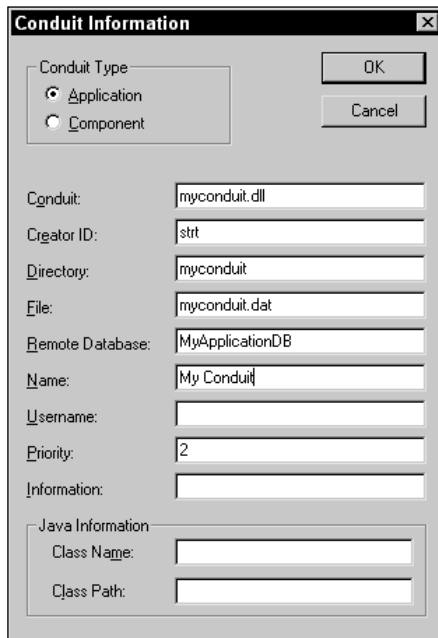 Conduit Information
Conduit Type
Application
Component
OK
Cancel
Conduit: myconduit.dll
Creator ID: strt
Directory: myconduit
File: myconduit.dat
Remote Database: MyApplicationDB
Name: My Conduit
Username:
Priority: 2
Information:
Java Information
Class Name:
Class Path: